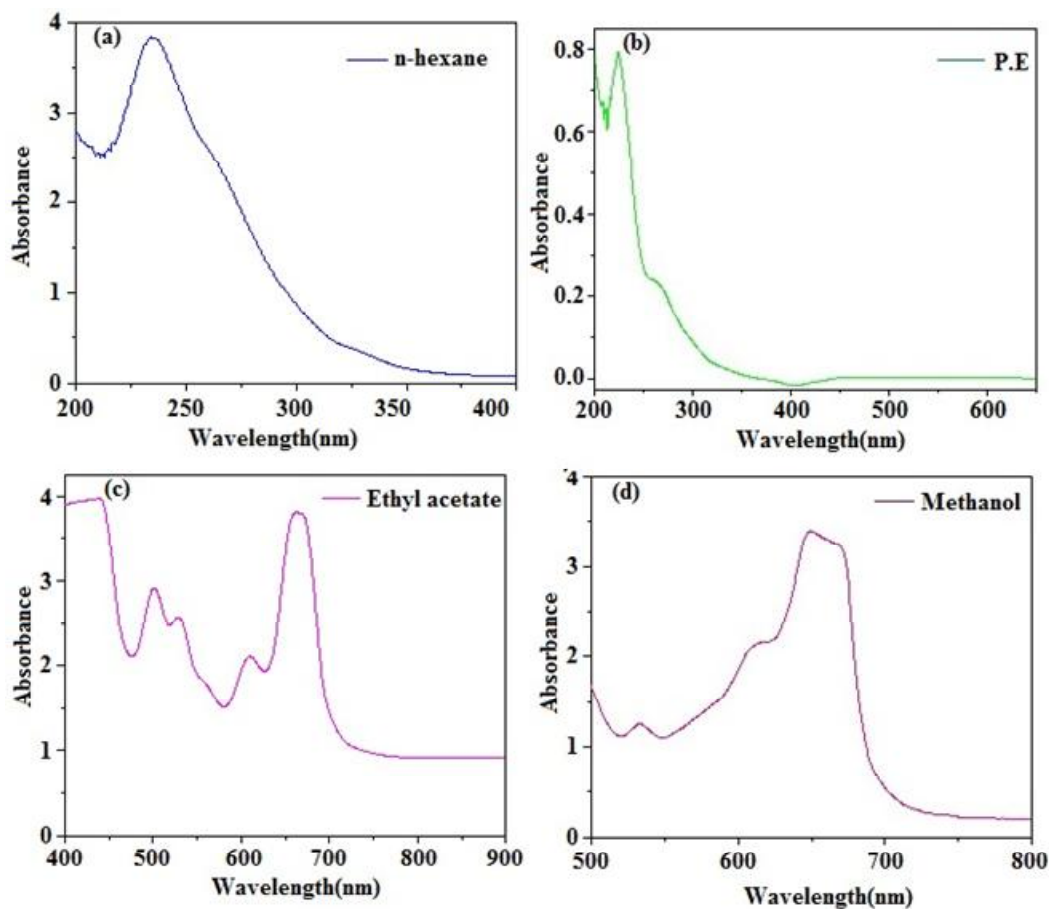 (a)
n-hexane
4
3
2
1
0
Absorbance
200
250
300
350
400
Wavelength(nm)
(b)
P.E
0.8
0.6
0.4
0.2
0.0
Absorbance
200
300
400
500
600
Wavelength(nm)
(c)
Ethyl acetate
4
3
2
1
0
Absorbance
400
500
600
700
800
900
Wavelength(nm)
(d)
Methanol
4
3
2
1
0
Absorbance
500
600
700
800
Wavelength(nm)